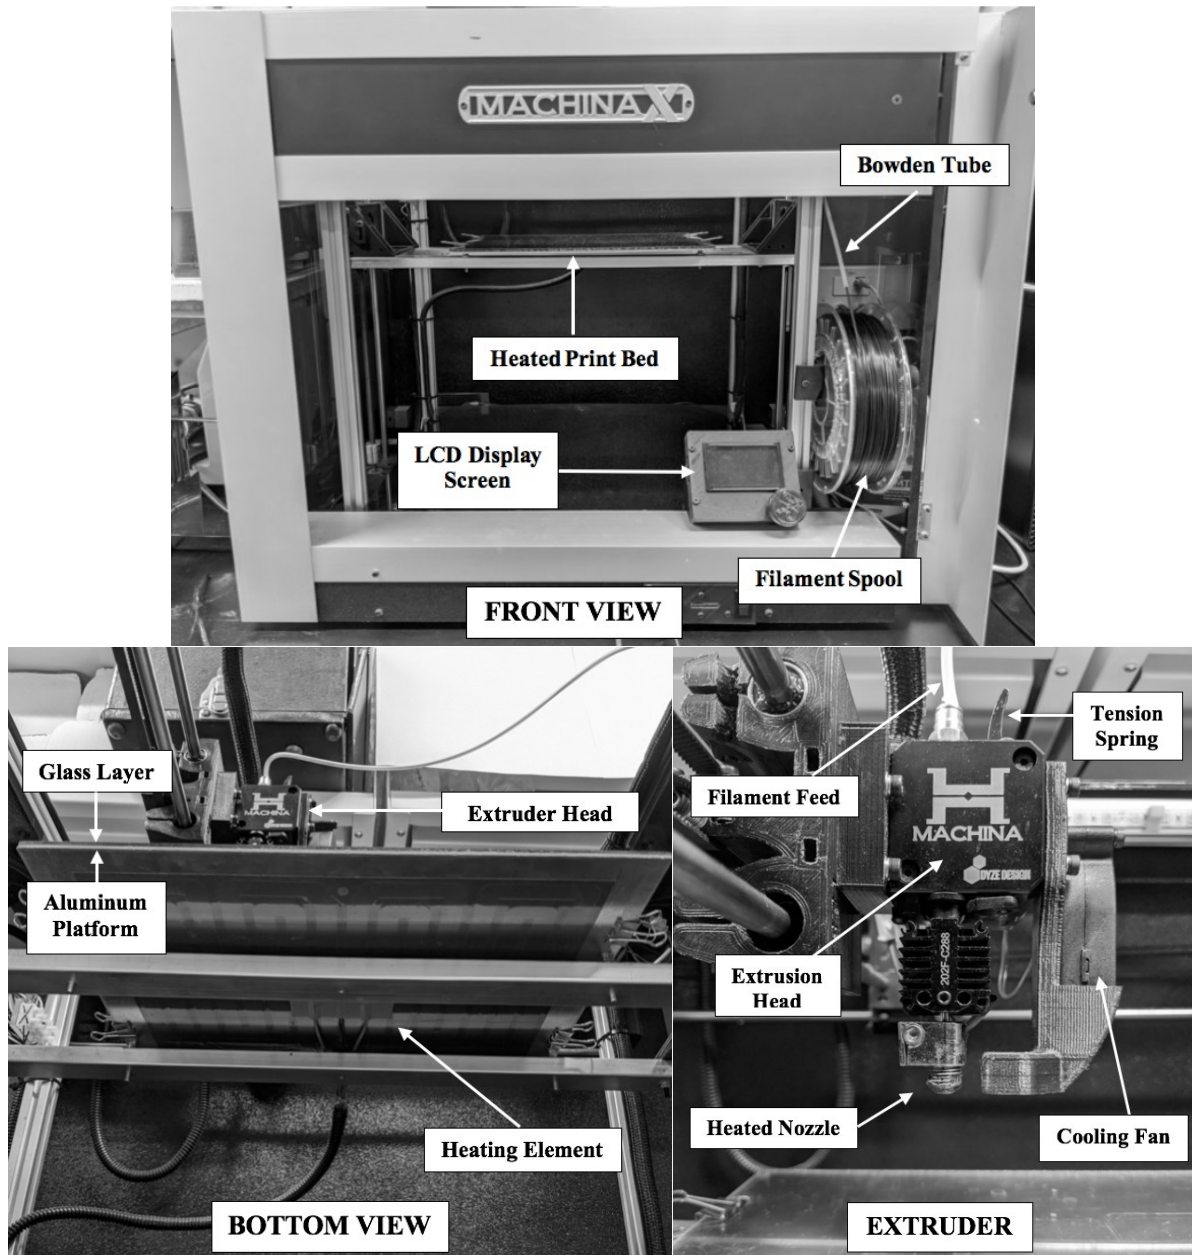 MACHINA X
Bowden Tube
Heated Print Bed
LCD Display
Screen
Filament Spool
FRONT VIEW
Glass Layer
MACHINA
Extruder Head
Aluminum
Platform
Heating Element
BOTTOM VIEW
Tension
Spring
Filament Feed
MACHINA
DYZE DESIGN
Extrusion
Head
202F-C288
Heated Nozzle
Cooling Fan
EXTRUDER